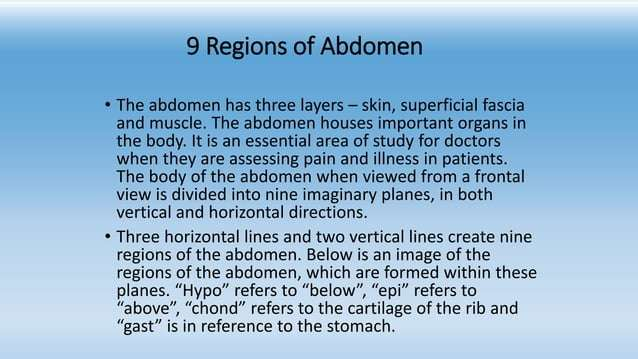 9 Regions of Abdomen
• The abdomen has three layers – skin, superficial fascia
and muscle. The abdomen houses important organs in
the body. It is an essential area of study for doctors
when they are assessing pain and illness in patients.
The body of the abdomen when viewed from a frontal
view is divided into nine imaginary planes, in both
vertical and horizontal directions.
• Three horizontal lines and two vertical lines create nine
regions of the abdomen. Below is an image of the
regions of the abdomen, which are formed within these
planes. “Hypo” refers to “below”, “epi” refers to
“above”, “chond” refers to the cartilage of the rib and
“gast” is in reference to the stomach.